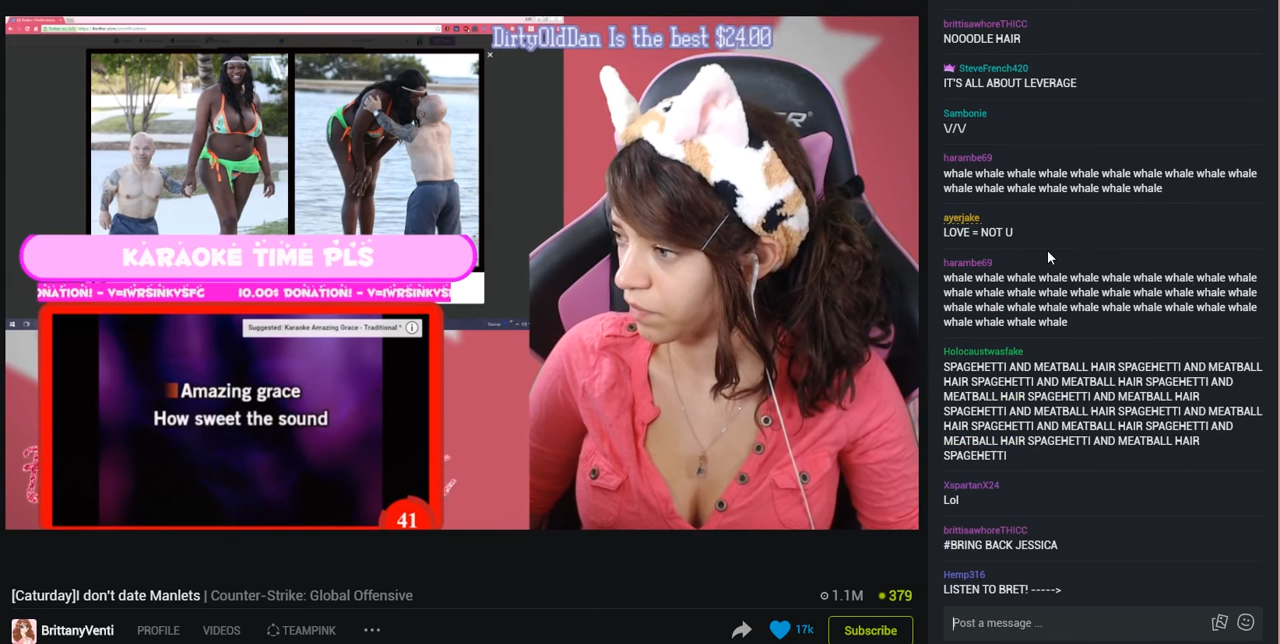 DirtyOldDan Is the best $24.00
KARAOKE TIME PLS
10.00$ DONATION!
Suggested: Karaoke Amazing Grace - Traditional *
Amazing grace
How sweet the sound
41
[Caturday]I don't date Manlets | Counter-Strike: Global Offensive
1.1M
379
BrittanyVenti
PROFILE
VIDEOS
TEAMPINK
17k
Subscribe
brittisawhoreTHICC
NOOODLE HAIR
SteveFrench420
IT'S ALL ABOUT LEVERAGE
Sambonie
\//\/
harambe69
whale whale whale whale whale whale whale whale whale whale
whale whale whale whale whale whale whale
ayerjake
LOVE = NOT U
harambe69
whale whale whale whale whale whale whale whale whale whale
whale whale whale whale whale whale whale whale whale whale
whale whale whale whale whale whale whale whale whale whale
whale whale whale whale
Holocaustwasfake
SPAGEHETTI AND MEATBALL HAIR SPAGEHETTI AND MEATBALL
HAIR SPAGEHETTI AND MEATBALL HAIR SPAGEHETTI AND
MEATBALL HAIR SPAGEHETTI AND MEATBALL HAIR
SPAGEHETTI AND MEATBALL HAIR SPAGEHETTI AND MEATBALL
HAIR SPAGEHETTI AND MEATBALL HAIR SPAGEHETTI AND
MEATBALL HAIR SPAGEHETTI AND MEATBALL HAIR
SPAGEHETTI
XspartanX24
Lol
brittisawhoreTHICC
#BRING BACK JESSICA
Hemp316
LISTEN TO BRET! ----->
Post a message ...